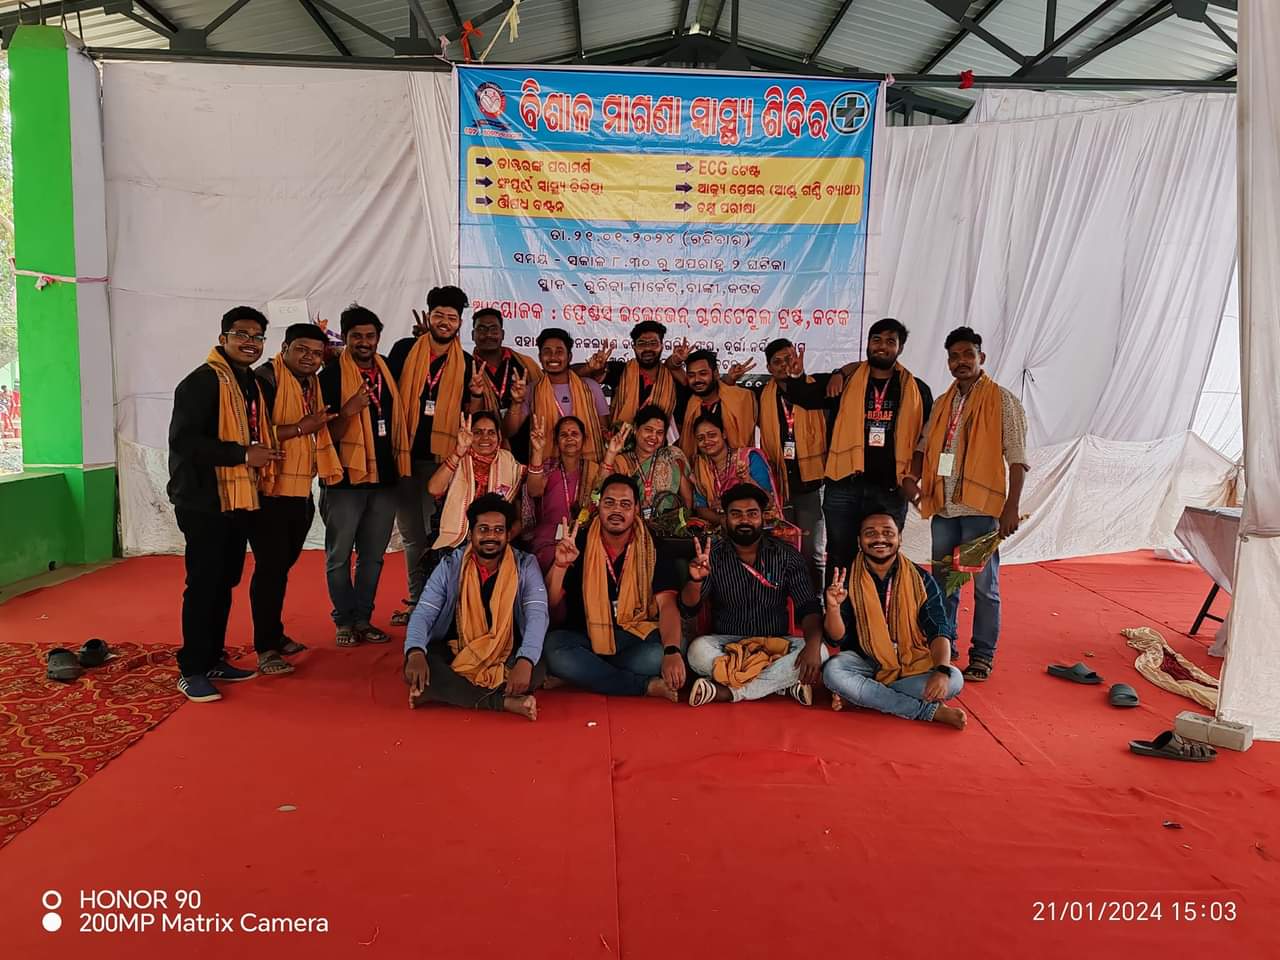 ବିଶାଳ ମାଗଣା ସ୍ୱାସ୍ଥ୍ୟ ଶିବିର
ଡାକ୍ତରଙ୍କ ପରାମର୍ଶ
ସଂପୂର୍ଣ୍ଣ ସ୍ୱାସ୍ଥ୍ୟ ଚିକିତ୍ସା
ଔଷଧ ବଣ୍ଟନ
ECG ଟେଷ୍ଟ
ଆକ୍ୟୁ ପ୍ରେସର (ଆଣ୍ଠୁ ଗଣ୍ଠି ବ୍ୟାଥା)
ଚକ୍ଷୁ ପରୀକ୍ଷା
ତା.୨୧.୦୧.୨୦୨୪ (ରବିବାର)
ସମୟ - ସକାଳ ୮.୩୦ ରୁ ଅପରାହ୍ନ ୨ ଘଟିକା
ସ୍ଥାନ - ରୁଚିକା ମାର୍କେଟ୍,ବାଙ୍କୀ,କଟକ
ଆୟୋଜକ : ଫ୍ରେଣ୍ଡସ୍ ଇଲେଭେନ୍ ଚାରିଟେବୁଲ ଟ୍ରଷ୍ଟ,କଟକ
HONOR 90
200MP Matrix Camera
21/01/2024 15:03